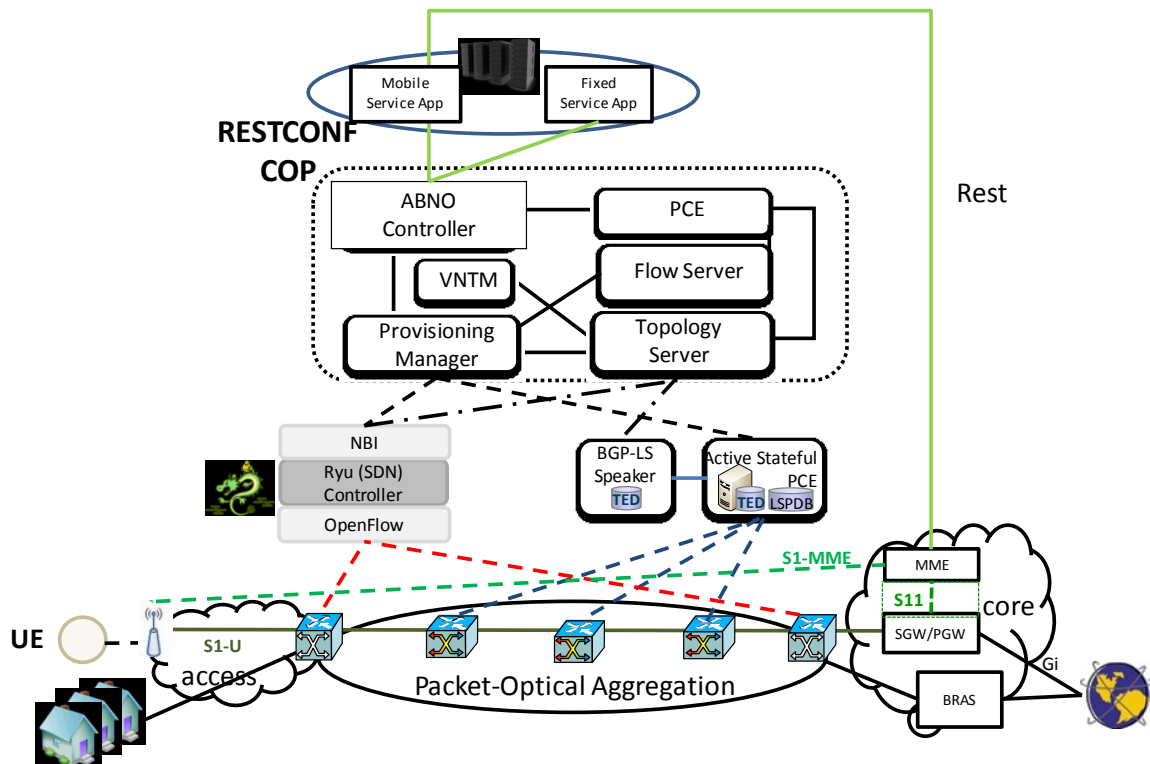 Mobile
Service App
Fixed
Service App
RESTCONF
COP
Rest
ABNO
Controller
PCE
VNTM
Flow Server
Provisioning
Manager
Topology
Server
NBI
Ryu (SDN)
Controller
OpenFlow
BGP-LS
Speaker
TED
Active Stateful
PCE
TED
LSPDB
S1-MME
MME
S11
core
UE
S1-U
SGW/PGW
access
Packet-Optical Aggregation
Gi
BRAS